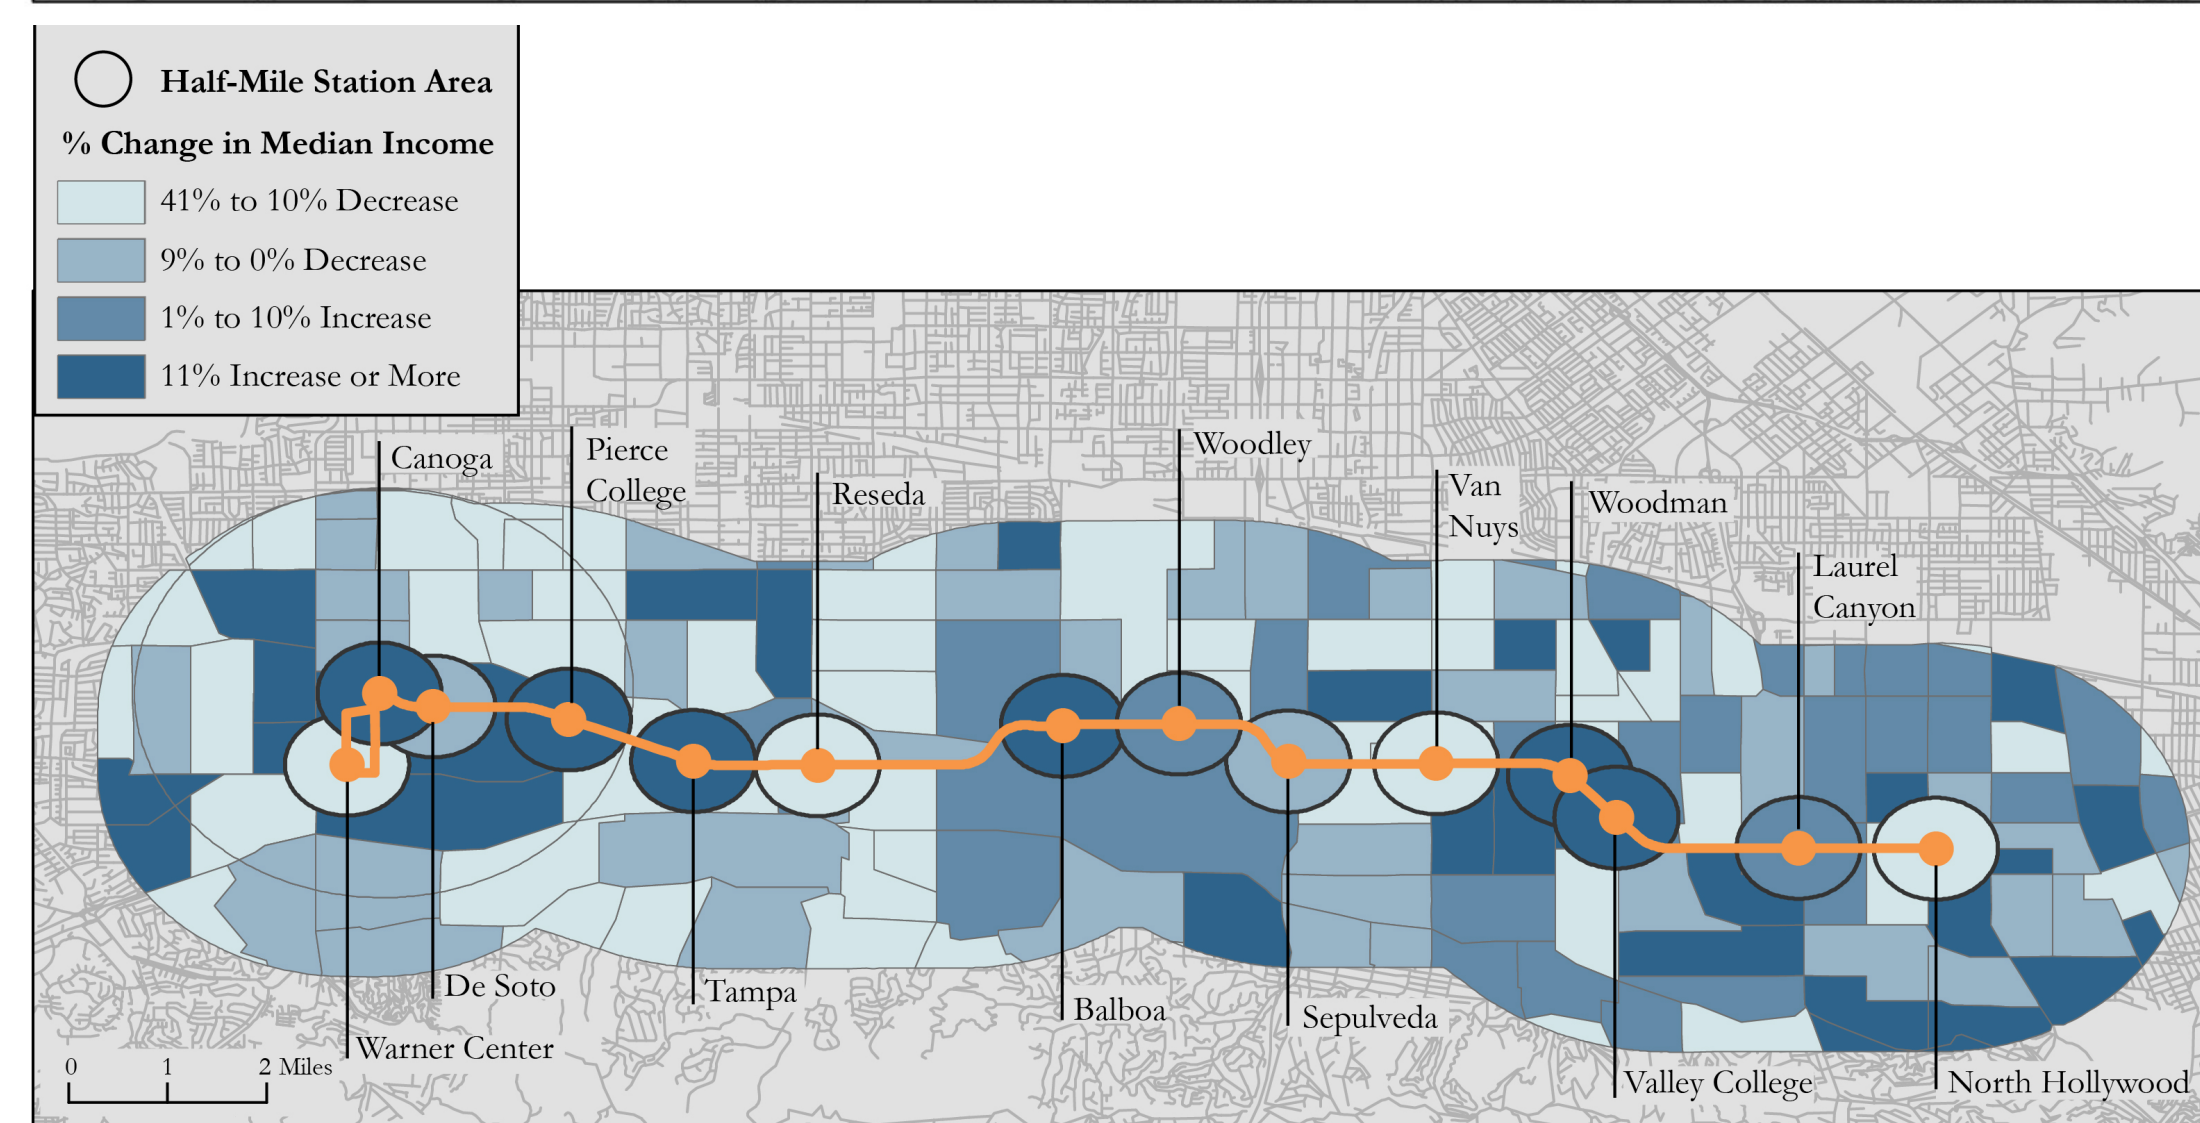 Half-Mile Station Area
% Change in Median Income
41% to 10% Decrease
9% to 0% Decrease
1% to 10% Increase
11% Increase or More
Canoga
Pierce
College
Reseda
Woodley
Van
Nuys
Woodman
Laurel
Canyon
De Soto
Warner Center
Tampa
Balboa
Sepulveda
Valley College
North Hollywood
0 1 2 Miles